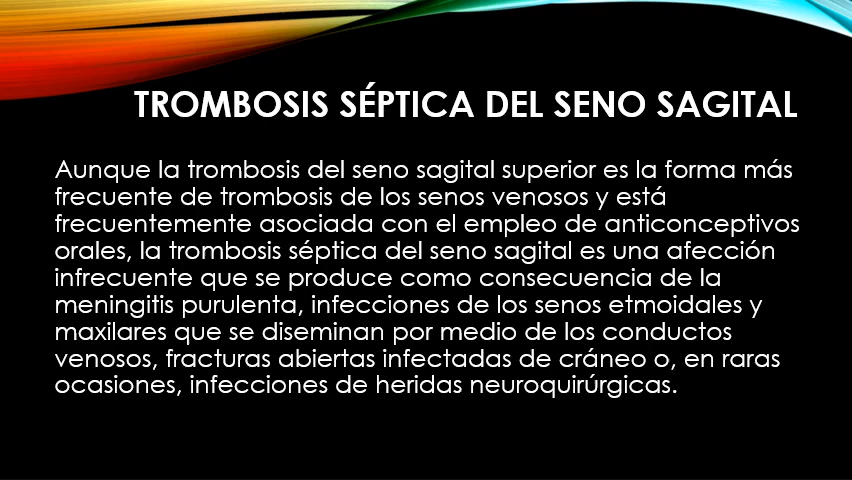 TROMBOSIS SÉPTICA DEL SENO SAGITAL
Aunque la trombosis del seno sagital superior es la forma más
frecuente de trombosis de los senos venosos y está
frecuentemente asociada con el empleo de anticonceptivos
orales, la trombosis séptica del seno sagital es una afección
infrecuente que se produce como consecuencia de la
meningitis purulenta, infecciones de los senos etmoidales y
maxilares que se diseminan por medio de los conductos
venosos, fracturas abiertas infectadas de cráneo o, en raras
ocasiones, infecciones de heridas neuroquirúrgicas.